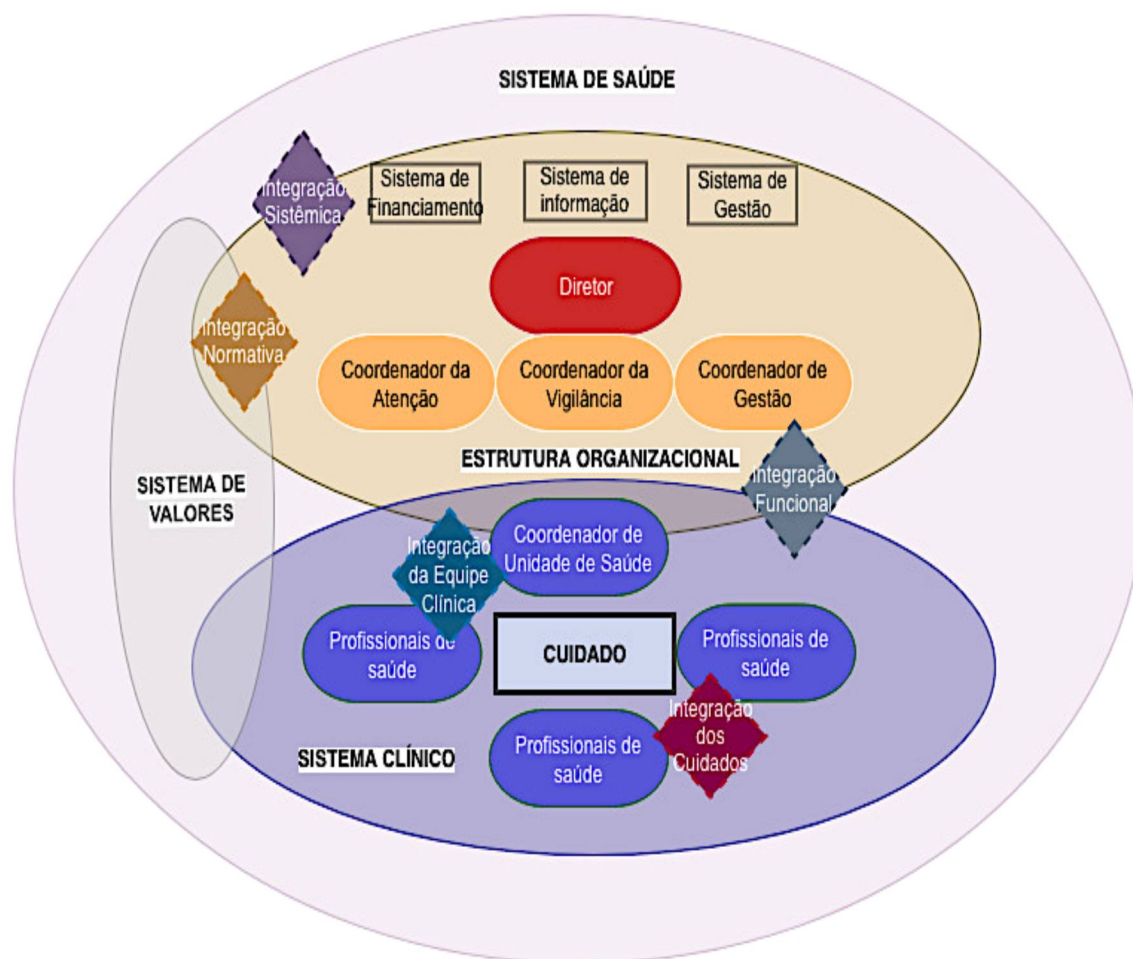 SISTEMA DE SAÚDE
Integração
Sistêmica
Sistema de
Financiamento
Sistema de
informação
Sistema de
Gestão
Diretor
Integração
Normativa
Coordenador da
Atenção
Coordenador da
Vigilância
Coordenador de
Gestão
ESTRUTURA ORGANIZACIONAL
Integração
Funcional
SISTEMA DE
VALORES
Integração
da Equipe
Clínica
Coordenador de
Unidade de Saúde
Profissionais de
saúde
CUIDADO
Profissionais de
saúde
Integração
dos
Cuidados
SISTEMA CLÍNICO
Profissionais de
saúde